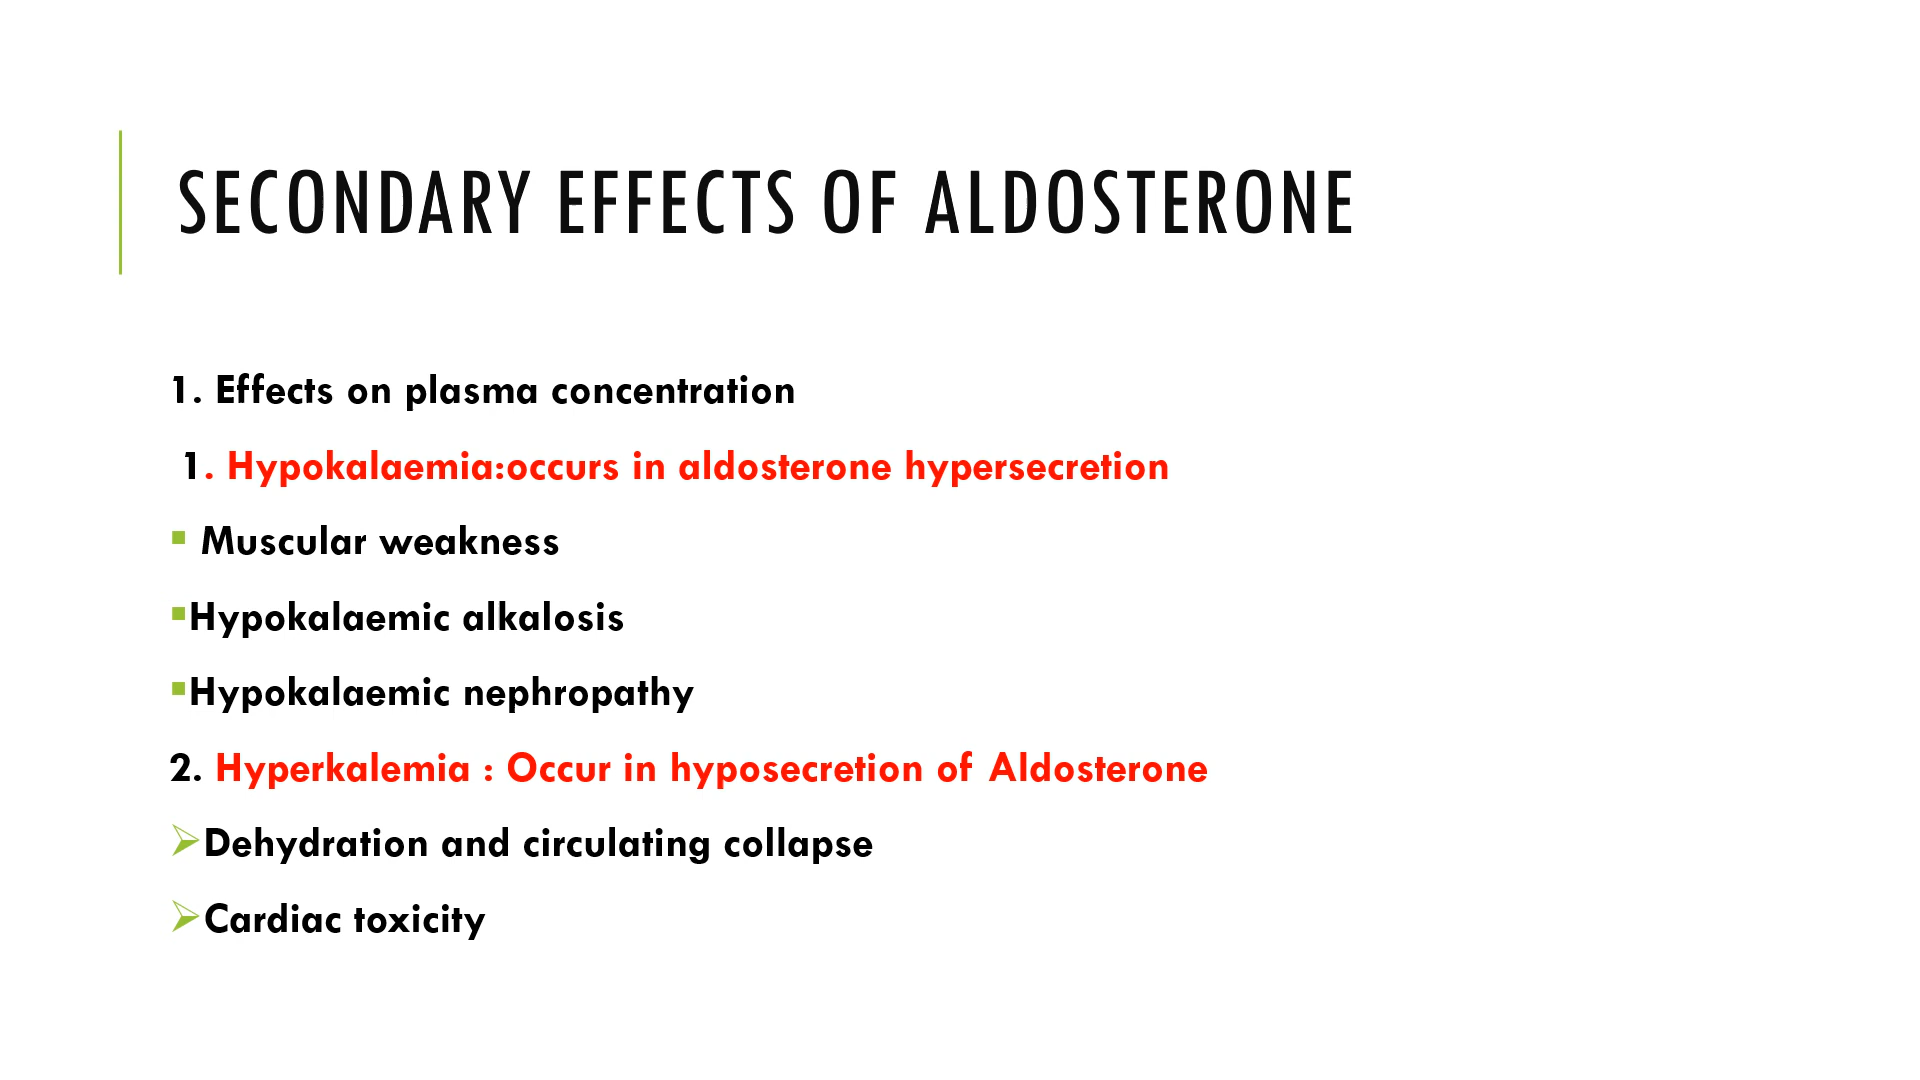 SECONDARY EFFECTS OF ALDOSTERONE
1. Effects on plasma concentration
1. Hypokalaemia:occurs in aldosterone hypersecretion
▪ Muscular weakness
▪Hypokalaemic alkalosis
▪Hypokalaemic nephropathy
2. Hyperkalemia : Occur in hyposecretion of Aldosterone
➢Dehydration and circulating collapse
➢Cardiac toxicity